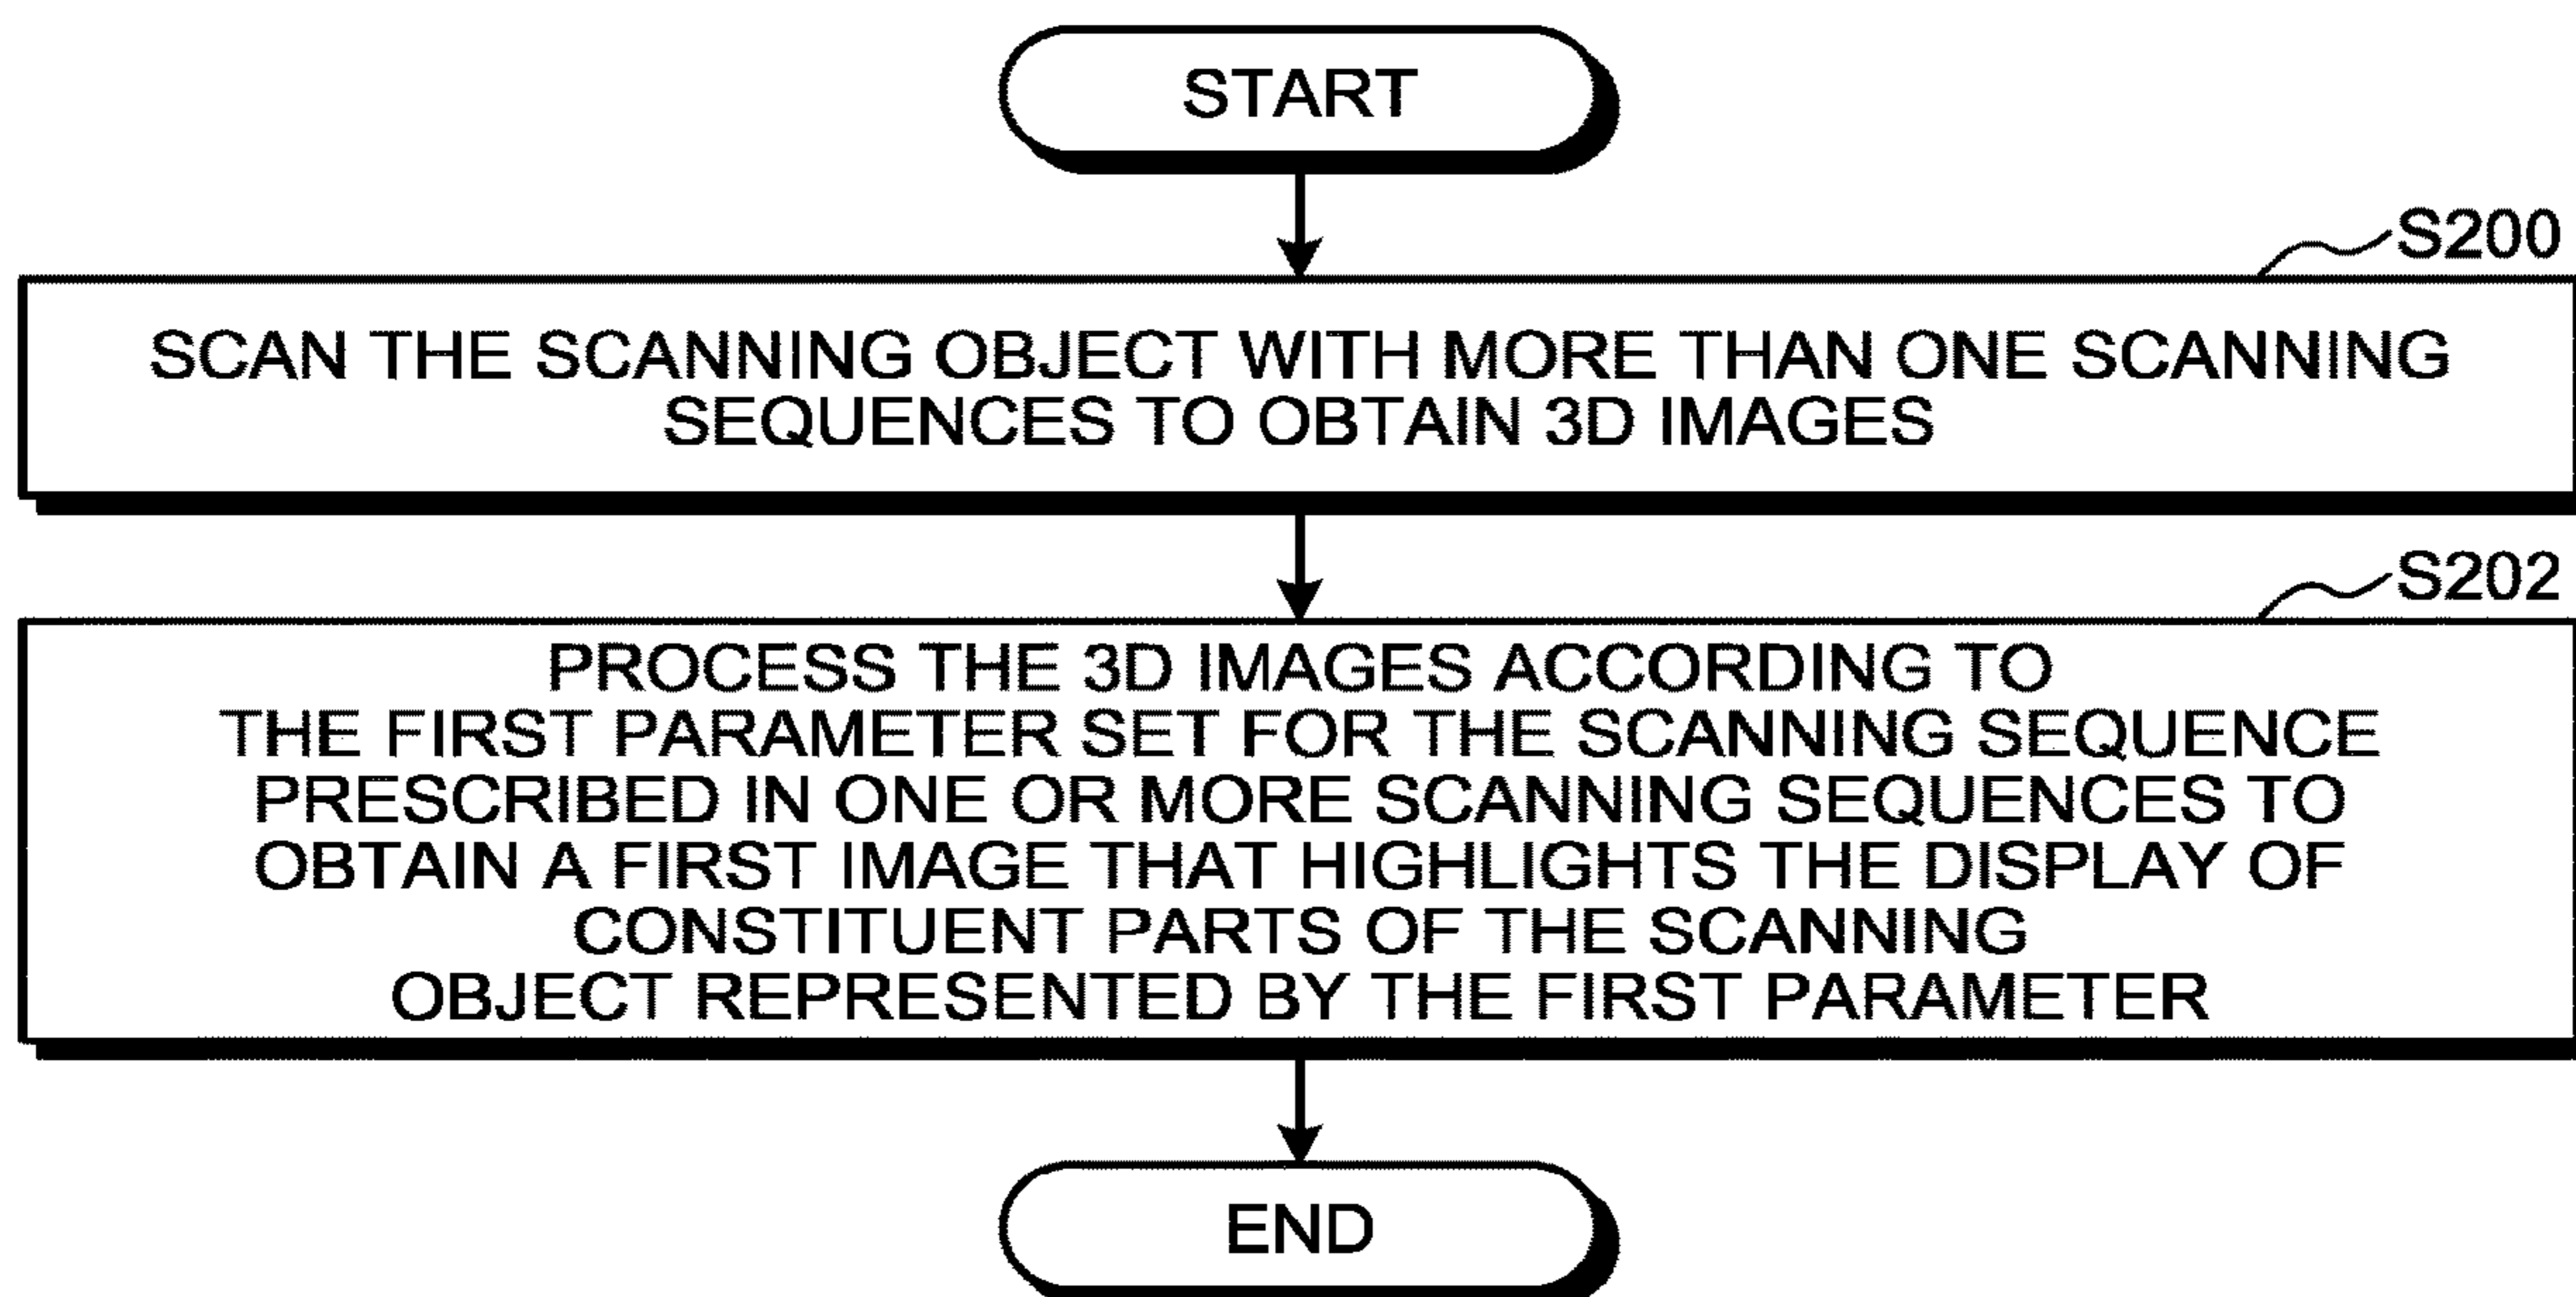 START
S200
SCAN THE SCANNING OBJECT WITH MORE THAN ONE SCANNING
SEQUENCES TO OBTAIN 3D IMAGES
S202
PROCESS THE 3D IMAGES ACCORDING TO
THE FIRST PARAMETER SET FOR THE SCANNING SEQUENCE
PRESCRIBED IN ONE OR MORE SCANNING SEQUENCES TO
OBTAIN A FIRST IMAGE THAT HIGHLIGHTS THE DISPLAY OF
CONSTITUENT PARTS OF THE SCANNING
OBJECT REPRESENTED BY THE FIRST PARAMETER
END